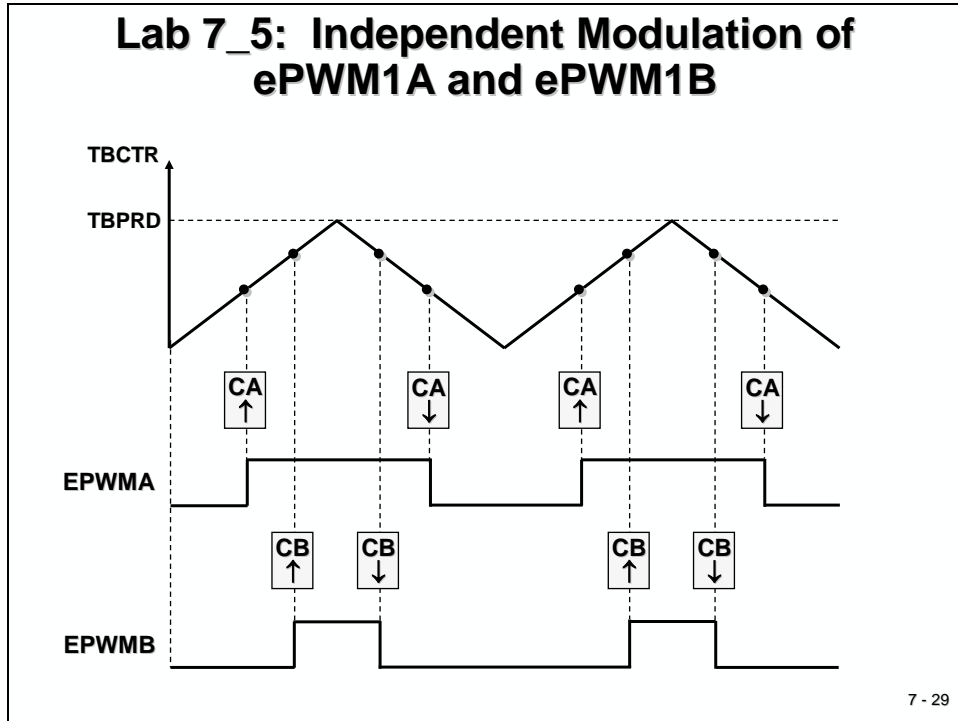 Lab 7_5: Independent Modulation of
ePWM1A and ePWM1B
TBCTR
TBPRD
CA
↑
CA
↓
CA
↑
CA
↓
EPWMA
CB
↑
CB
↓
CB
↑
CB
↓
EPWMB
7 - 29